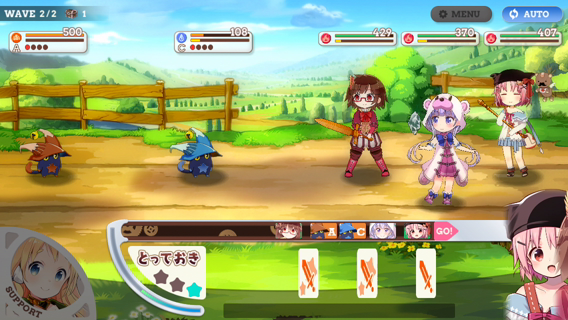 WAVE 2/2 1
MENU
AUTO
500
A
108
C
429
370
407
A C GO!
とっておき
SUPPORT